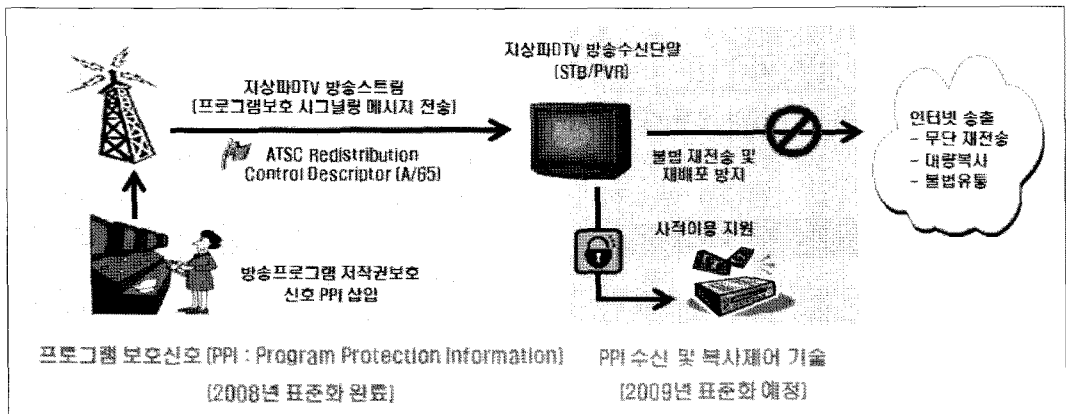 지상파DTV 방송스트림
(프로그램보호 시그널링 메시지 전송)
ATSC Redistribution
Control Descriptor (A/65)
방송프로그램 저작권보호
신호 PPI 삽입
지상파DTV 방송수신단말
(STB/PVR)
불법 재전송 및
재배포 방지
사적이용 지원
인터넷 송출
- 무단 재전송
- 대량복사
- 불법유통
프로그램 보호신호 (PPI : Program Protection Information)
(2008년 표준화 완료)
PPI 수신 및 복사제어 기술
(2009년 표준화 예정)